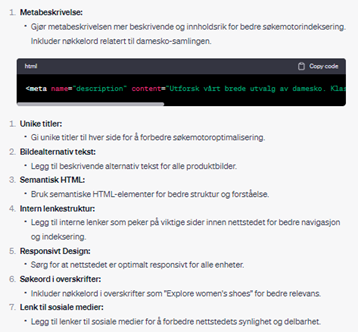 1. Metabeskrivelse:
• Gjør metabeskrivelsen mer beskrivende og innholdsrik for bedre søkemotorindeksering.
Inkluder nøkkelord relatert til damesko-samlingen.
html
Copy code
<meta name="description" content="Utforsk vårt brede utvalg av damesko. Klas
1. Unike titler:
• Gi unike titler til hver side for å forbedre søkemotoroptimalisering.
2. Bildealternativ tekst:
• Legg til beskrivende alternativ tekst for alle produktbilder.
3. Semantisk HTML:
• Bruk semantiske HTML-elementer for bedre struktur og forståelse.
4. Intern lenkestruktur:
• Legg til interne lenker som peker på viktige sider innen nettstedet for bedre navigasjon
og indeksering.
5. Responsivt Design:
• Sørg for at nettstedet er optimalt responsivt for alle enheter.
6. Søkeord i overskrifter:
• Inkluder nøkkelord i overskrifter som "Explore women's shoes" for bedre relevans.
7. Lenk til sosiale medier:
• Legg til lenker til sosiale medier for å forbedre nettstedets synlighet og delbarhet.